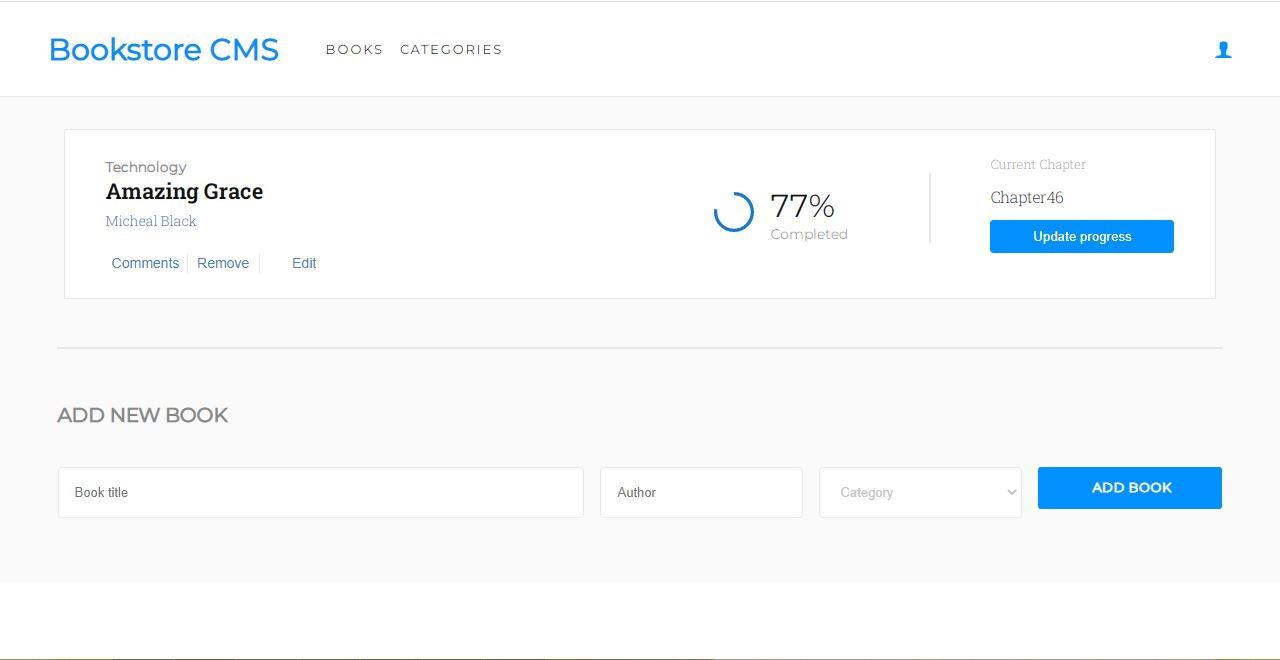 Bookstore CMS BOOKS CATEGORIES
Technology
Amazing Grace
Micheal Black
Comments Remove Edit
77%
Completed
Current Chapter
Chapter46
Update progress
ADD NEW BOOK
Book title Author Category ADD BOOK